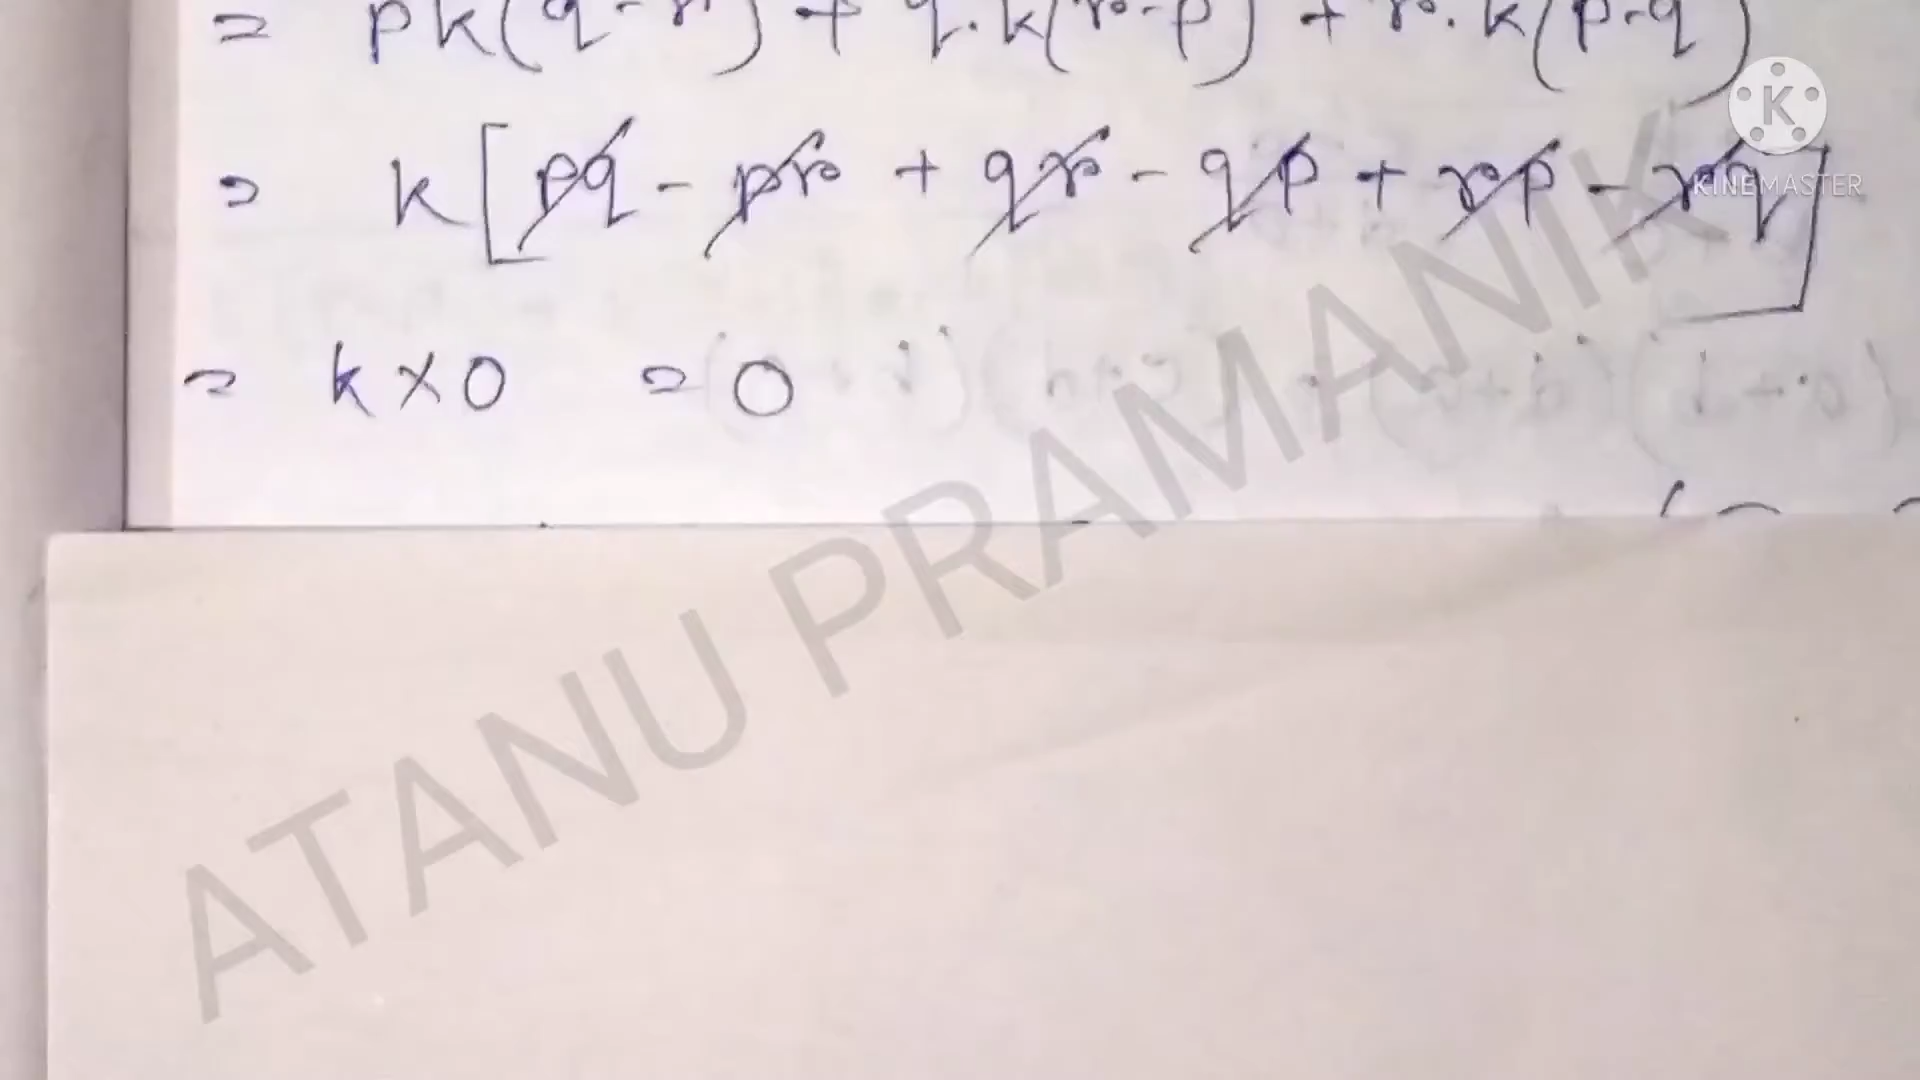 = pk(q-r) + q.k(r-p) + r.k(p-q)
= k[pq - pr + qr - qp + rp - rq]
= k × 0 = 0
K
KINEMASTER
ATANU PRAMANIK